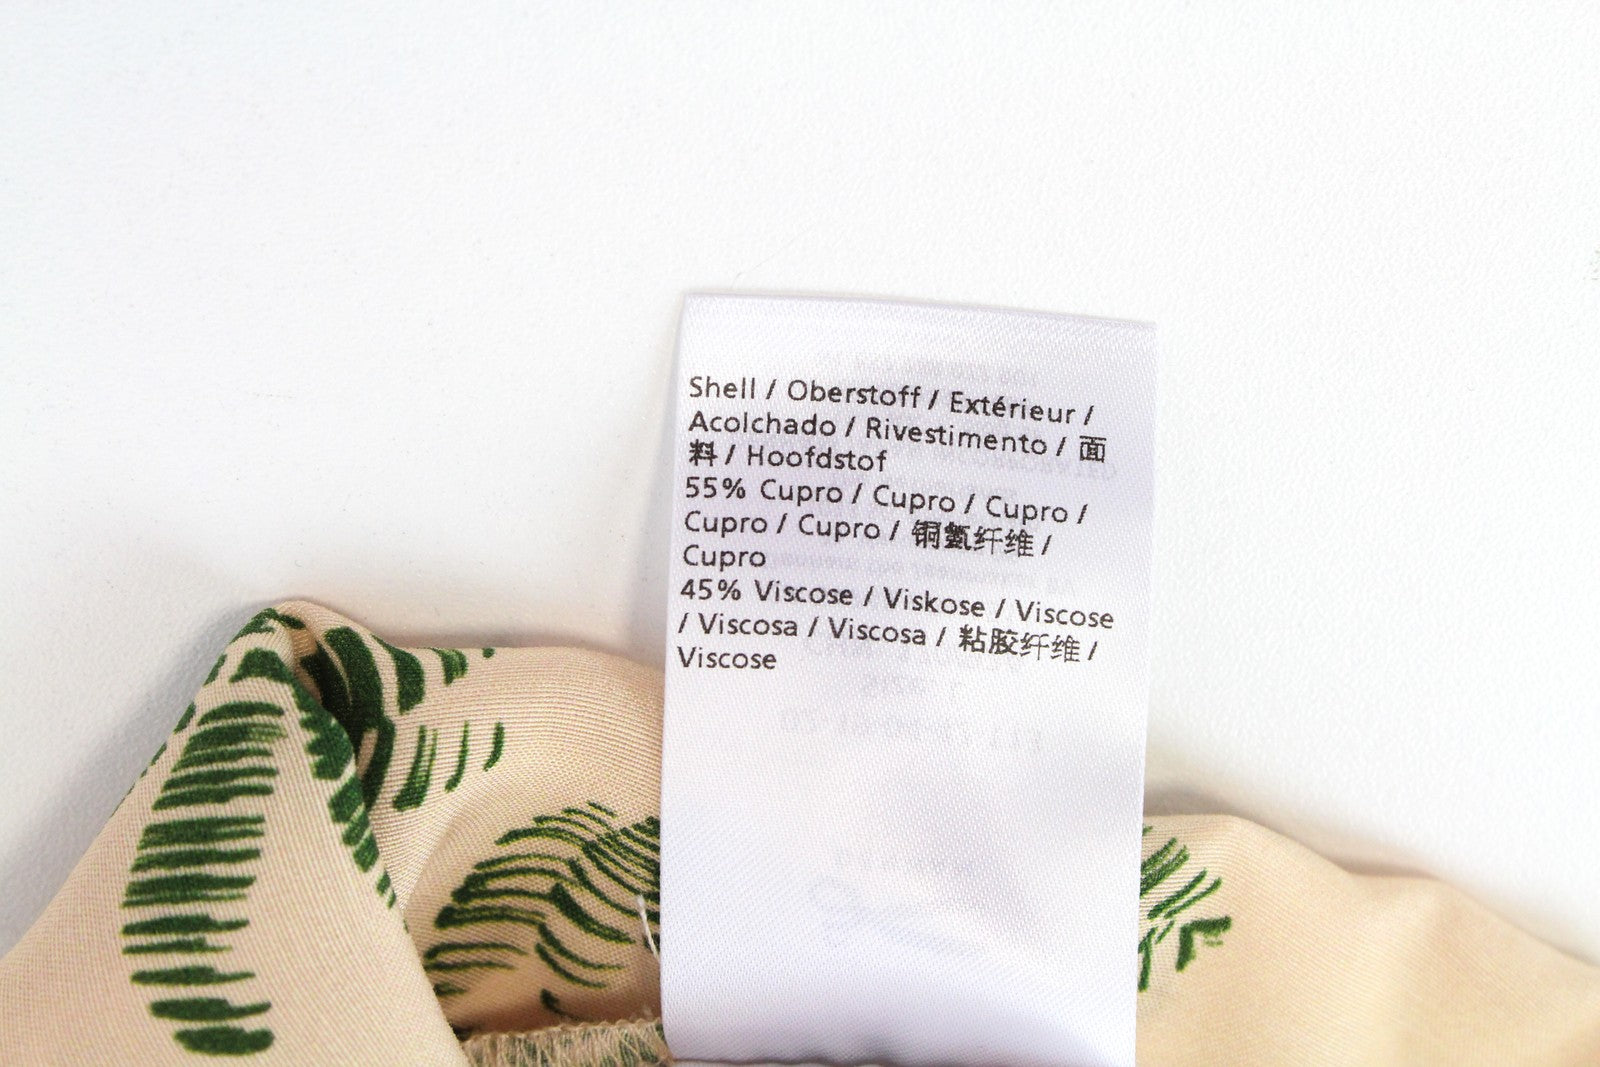 Shell / Oberstoff / Extérieur /
Acolchado / Rivestimento / 面
料 / Hoofdstof
55% Cupro / Cupro / Cupro /
Cupro / Cupro / 铜氨纤维 /
Cupro
45% Viscose / Viskose / Viscose
/ Viscosa / Viscosa / 粘胶纤维 /
Viscose